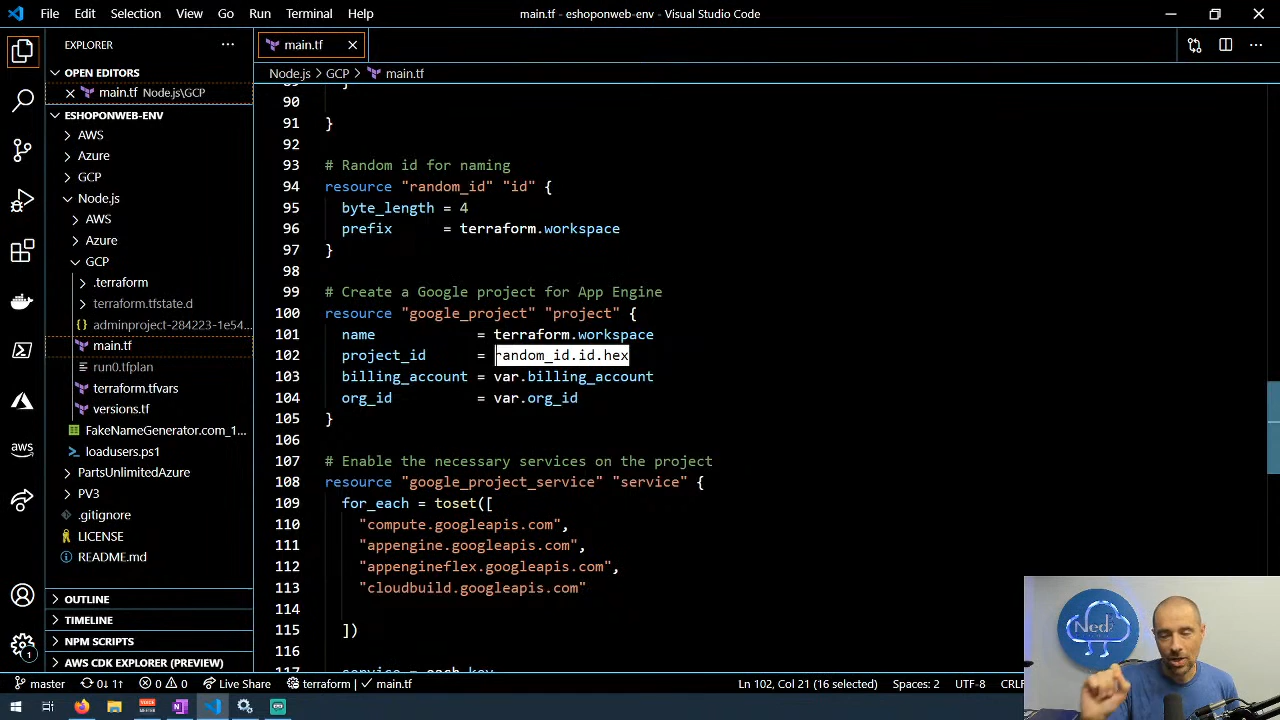 File Edit Selection View Go Run Terminal Help
main.tf - eshoponweb-env - Visual Studio Code
EXPLORER
main.tf
OPEN EDITORS
main.tf Node.js\GCP
Node.js > GCP > main.tf
ESHOPONWEB-ENV
AWS
Azure
GCP
Node.js
AWS
Azure
GCP
.terraform
terraform.tfstate.d
adminproject-284223-1e54...
main.tf
run0.tfplan
terraform.tfvars
versions.tf
FakeNameGenerator.com_1...
loadusers.ps1
PartsUnlimitedAzure
PV3
.gitignore
LICENSE
README.md
OUTLINE
TIMELINE
NPM SCRIPTS
AWS CDK EXPLORER (PREVIEW)
aws
1
90
91 }
92
93 # Random id for naming
94 resource "random_id" "id" {
95 byte_length = 4
96 prefix = terraform.workspace
97 }
98
99 # Create a Google project for App Engine
100 resource "google_project" "project" {
101 name = terraform.workspace
102 project_id = random_id.id.hex
103 billing_account = var.billing_account
104 org_id = var.org_id
105 }
106
107 # Enable the necessary services on the project
108 resource "google_project_service" "service" {
109 for_each = toset([
110 "compute.googleapis.com",
111 "appengine.googleapis.com",
112 "appengineflex.googleapis.com",
113 "cloudbuild.googleapis.com"
114
115 ])
116
117 service = each.key
Ned
master 0↓ 1↑ 0 0 Live Share terraform main.tf Ln 102, Col 21 (16 selected) Spaces: 2 UTF-8 CRLF